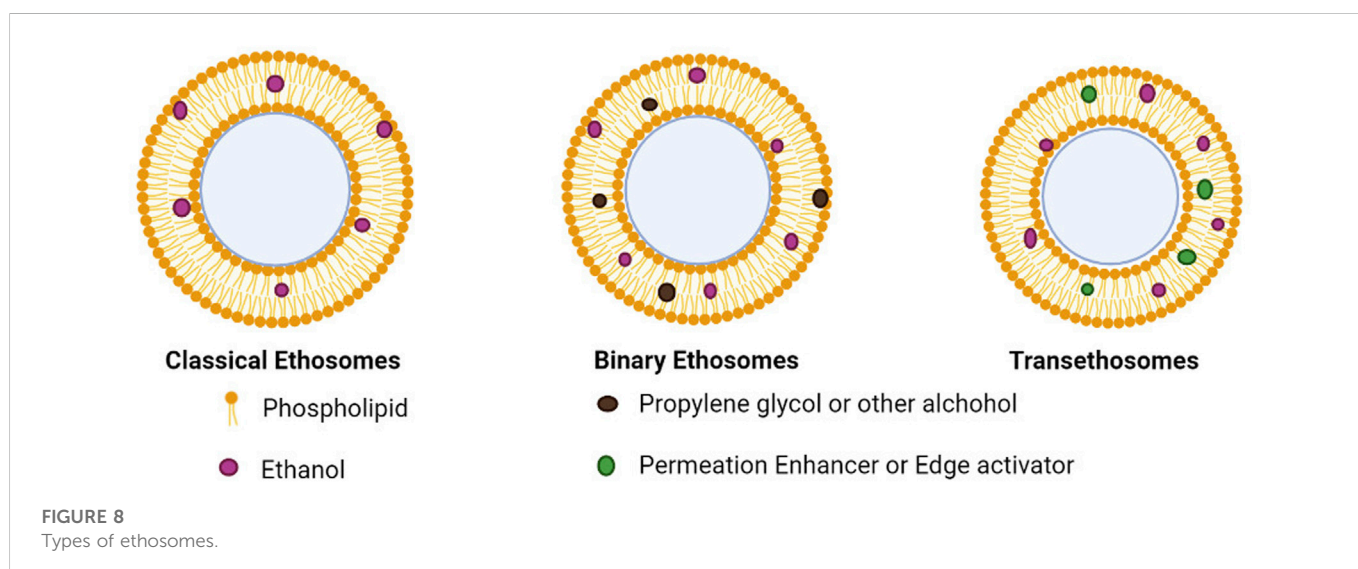 Classical Ethosomes
Binary Ethosomes
Transethosomes
Phospholipid
Propylene glycol or other alchohol
Ethanol
Permeation Enhancer or Edge activator
FIGURE 8
Types of ethosomes.